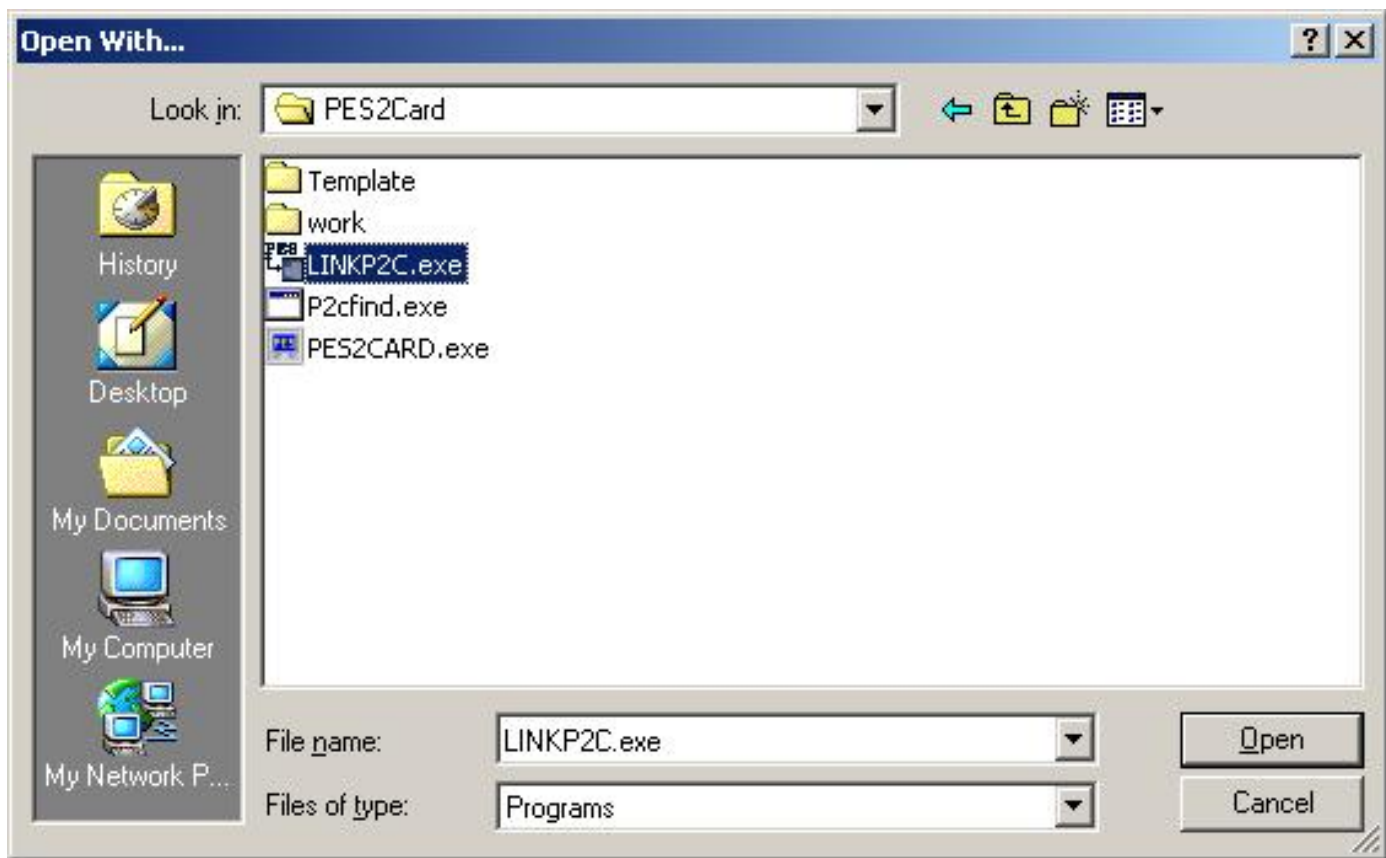 Open With...
Look in: PES2Card
Template
work
LINKP2C.exe
P2cfind.exe
PES2CARD.exe
History
Desktop
My Documents
My Computer
My Network P...
File name: LINKP2C.exe Open
Files of type: Programs Cancel